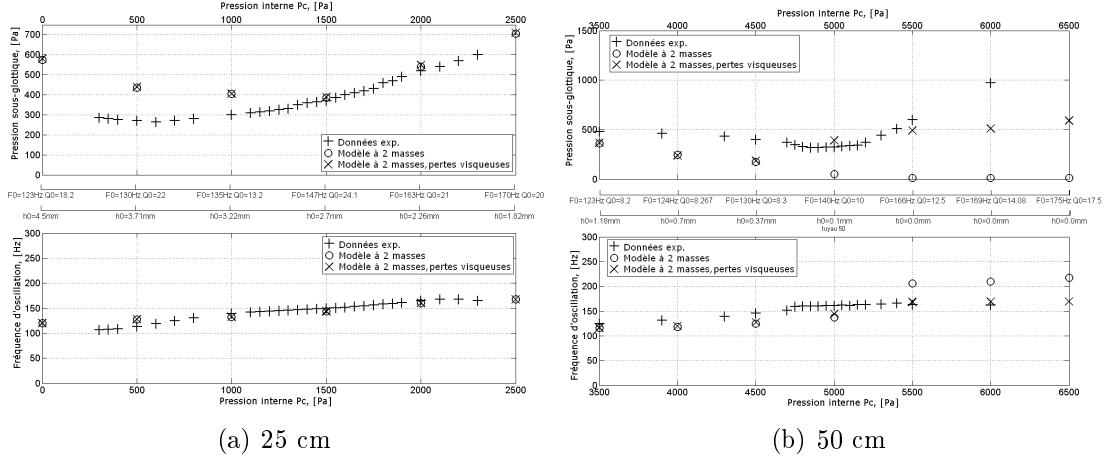 Pression interne Pc, [Pa]
0 500 1000 1500 2000 2500
Pression sous-glottique, [Pa]
700
600
500
400
300
200
100
0
Données exp.
Modèle à 2 masses
Modèle à 2 masses, pertes visqueuses
F0=123Hz Q0=18.2 F0=130Hz Q0=22 F0=135Hz Q0=13.2 F0=147Hz Q0=24.1 F0=163Hz Q0=21 F0=170Hz Q0=20
h0=4.5mm h0=3.71mm h0=3.22mm h0=2.7mm h0=2.26mm h0=1.82mm
Fréquence d'oscillation, [Hz]
300
250
200
150
100
50
0
Données exp.
Modèle à 2 masses
Modèle à 2 masses, pertes visqueuses
0 500 1000 1500 2000 2500
Pression interne Pc, [Pa]
(a) 25 cm
Pression interne Pc, [Pa]
3500 4000 4500 5000 5500 6000 6500
Pression sous-glottique, [Pa]
1500
1000
500
0
Données exp.
Modèle à 2 masses
Modèle à 2 masses, pertes visqueuses
F0=123Hz Q0=8.2 F0=124Hz Q0=8.267 F0=130Hz Q0=8.3 F0=140Hz Q0=10 F0=166Hz Q0=12.5 F0=169Hz Q0=14.08 F0=175Hz Q0=17.5
h0=1.18mm h0=0.7mm h0=0.37mm h0=0.1mm h0=0.0mm h0=0.0mm h0=0.0mm
tuyau 50
Fréquence d'oscillation, [Hz]
300
250
200
150
100
50
0
Données exp.
Modèle à 2 masses
Modèle à 2 masses, pertes visqueuses
3500 4000 4500 5000 5500 6000 6500
Pression interne Pc, [Pa]
(b) 50 cm